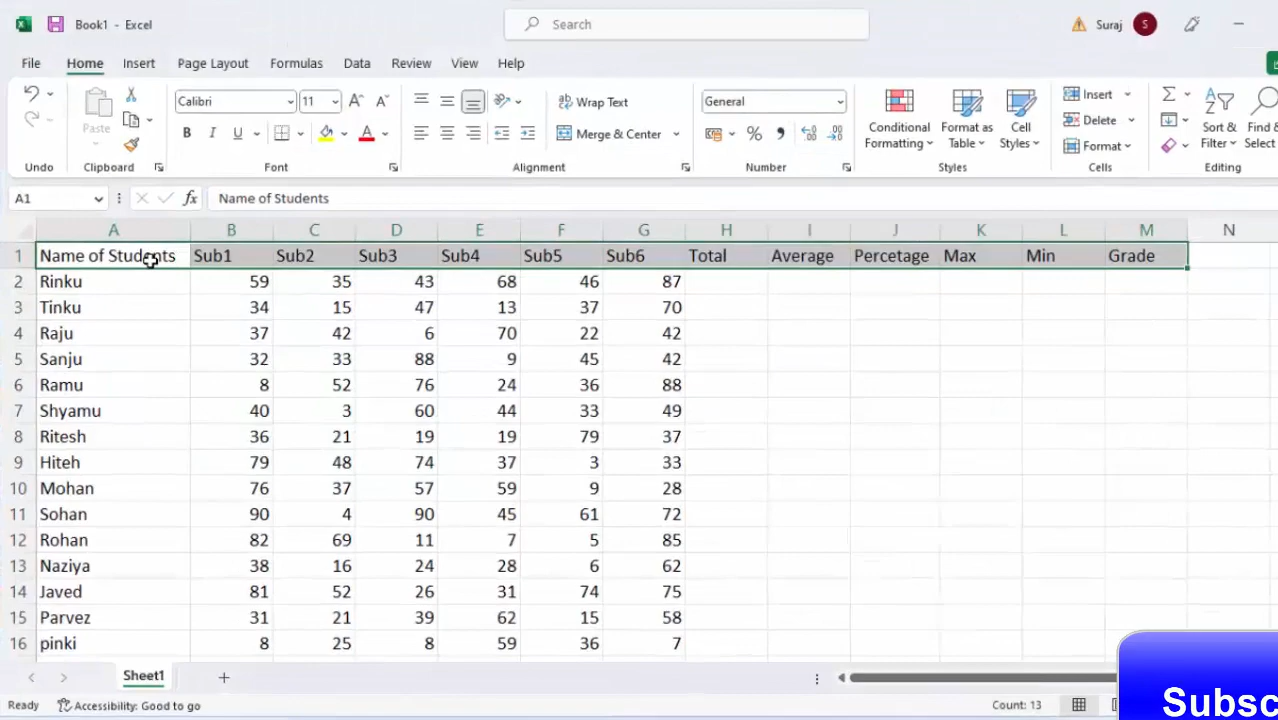 Book1 - Excel
Search
Suraj S
File Home Insert Page Layout Formulas Data Review View Help
Calibri 11 Wrap Text General Insert
Paste B I U Merge & Center Conditional Formatting Format as Table Cell Styles Delete Sort & Filter Find & Select
Format
Undo Clipboard Font Alignment Number Styles Cells Editing
A1 fx Name of Students
A B C D E F G H I J K L M N
1 Name of Students Sub1 Sub2 Sub3 Sub4 Sub5 Sub6 Total Average Percetage Max Min Grade
2 Rinku 59 35 43 68 46 87
3 Tinku 34 15 47 13 37 70
4 Raju 37 42 6 70 22 42
5 Sanju 32 33 88 9 45 42
6 Ramu 8 52 76 24 36 88
7 Shyamu 40 3 60 44 33 49
8 Ritesh 36 21 19 19 79 37
9 Hiteh 79 48 74 37 3 33
10 Mohan 76 37 57 59 9 28
11 Sohan 90 4 90 45 61 72
12 Rohan 82 69 11 7 5 85
13 Naziya 38 16 24 28 6 62
14 Javed 81 52 26 31 74 75
15 Parvez 31 21 39 62 15 58
16 pinki 8 25 8 59 36 7
Sheet1
Ready Accessibility: Good to go Count: 13
Subsc